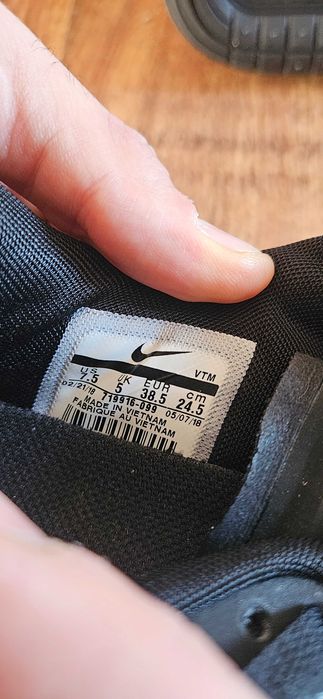 VTM
US UK EUR cm
7.5 5 38.5 24.5
02/21/18 719916-099 05/07/18
MADE IN VIETNAM
FABRIQUE AU VIETNAM